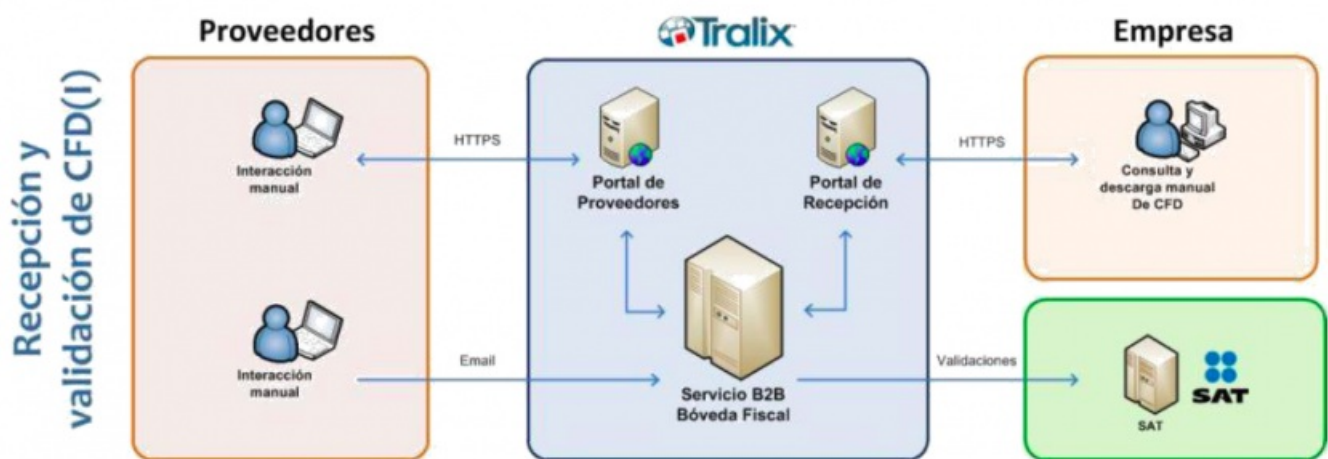 Proveedores
Tralix
Empresa
Recepción y
validación de CFD(I)
Interacción
manual
HTTPS
Portal de
Proveedores
Portal de
Recepción
HTTPS
Consulta y
descarga manual
De CFD
Interacción
manual
Email
Servicio B2B
Bóveda Fiscal
Validaciones
SAT
SAT